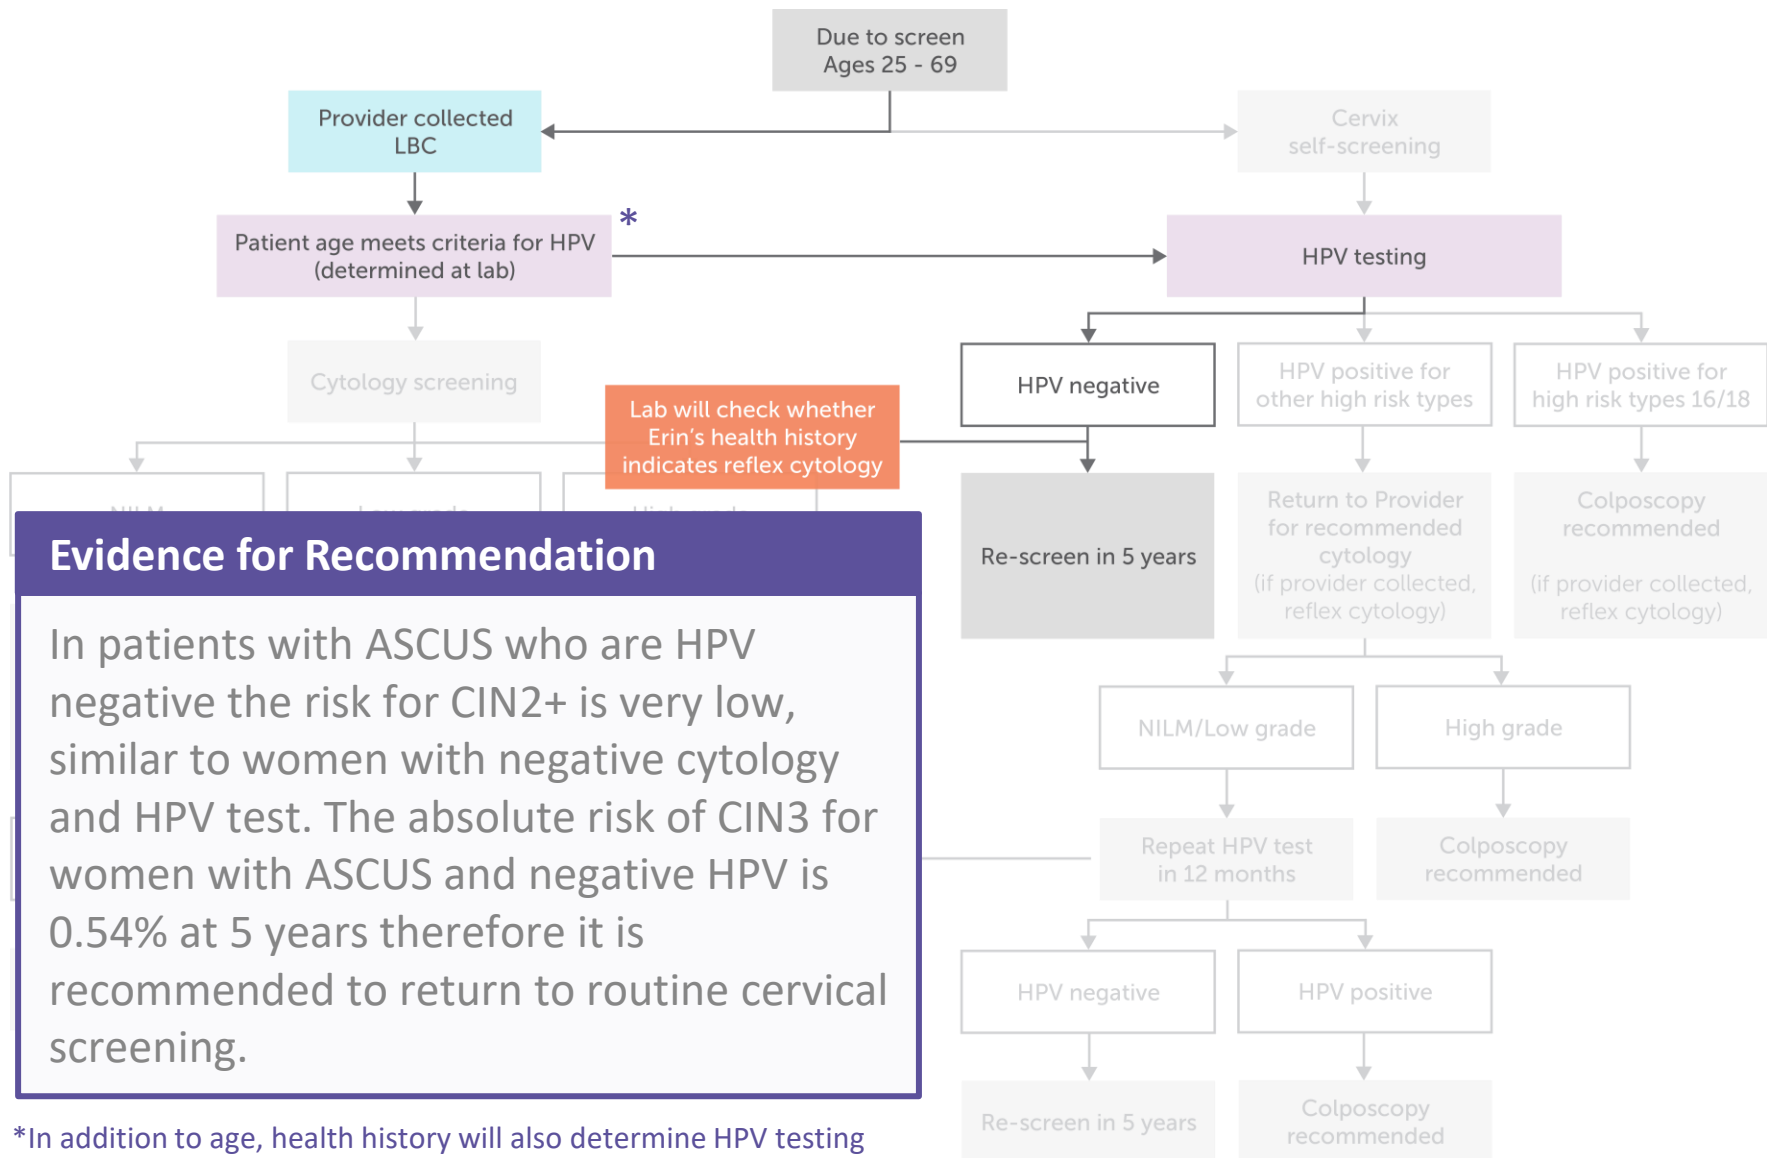 Due to screen
Ages 25 - 69
Provider collected
LBC
Cervix
self-screening
*
Patient age meets criteria for HPV
(determined at lab)
HPV testing
Cytology screening
HPV negative
HPV positive for
other high risk types
HPV positive for
high risk types 16/18
Lab will check whether
Erin's health history
indicates reflex cytology
NILM
Low grade
High grade
Re-screen in 5 years
Return to Provider
for recommended
cytology
(if provider collected,
reflex cytology)
Colposcopy
recommended
(if provider collected,
reflex cytology)
Evidence for Recommendation
In patients with ASCUS who are HPV
negative the risk for CIN2+ is very low,
similar to women with negative cytology
and HPV test. The absolute risk of CIN3 for
women with ASCUS and negative HPV is
0.54% at 5 years therefore it is
recommended to return to routine cervical
screening.
NILM/Low grade
High grade
Repeat HPV test
in 12 months
Colposcopy
recommended
HPV negative
HPV positive
Re-screen in 5 years
Colposcopy
recommended
*In addition to age, health history will also determine HPV testing